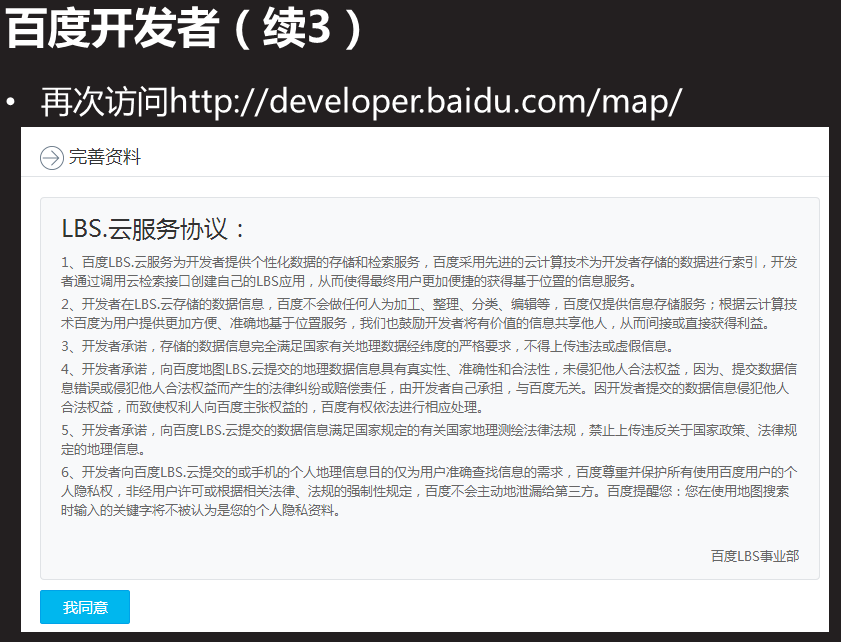 百度开发者（续3）
• 再次访问http://developer.baidu.com/map/
完善资料
LBS.云服务协议：
1、百度LBS.云服务为开发者提供个性化数据的存储和检索服务，百度采用先进的云计算技术为开发者存储的数据进行索引，开发
者通过调用云检索接口创建自己的LBS应用，从而使得最终用户更加便捷的获得基于位置的信息服务。
2、开发者在LBS.云存储的数据信息，百度不会做任何人为加工、整理、分类、编辑等，百度仅提供信息存储服务；根据云计算技
术百度为用户提供更加方便、准确地基于位置服务，我们也鼓励开发者将有价值的信息共享他人，从而间接或直接获得利益。
3、开发者承诺，存储的数据信息完全满足国家有关地理数据经纬度的严格要求，不得上传违法或虚假信息。
4、开发者承诺，向百度地图LBS.云提交的地理数据信息具有真实性、准确性和合法性，未侵犯他人合法权益，因为、提交数据信
息错误或侵犯他人合法权益而产生的法律纠纷或赔偿责任，由开发者自己承担，与百度无关。因开发者提交的数据信息侵犯他人
合法权益，而致使权利人向百度主张权益的，百度有权依法进行相应处理。
5、开发者承诺，向百度LBS.云提交的数据信息满足国家规定的有关国家地理测绘法律法规，禁止上传违反关于国家政策、法律规
定的地理信息。
6、开发者向百度LBS.云提交的或手机的个人地理信息目的仅为用户准确查找信息的需求，百度尊重并保护所有使用百度用户的个
人隐私权，非经用户许可或根据相关法律、法规的强制性规定，百度不会主动地泄漏给第三方。百度提醒您：您在使用地图搜索
时输入的关键字将不被认为是您的个人隐私资料。
百度LBS事业部
我同意